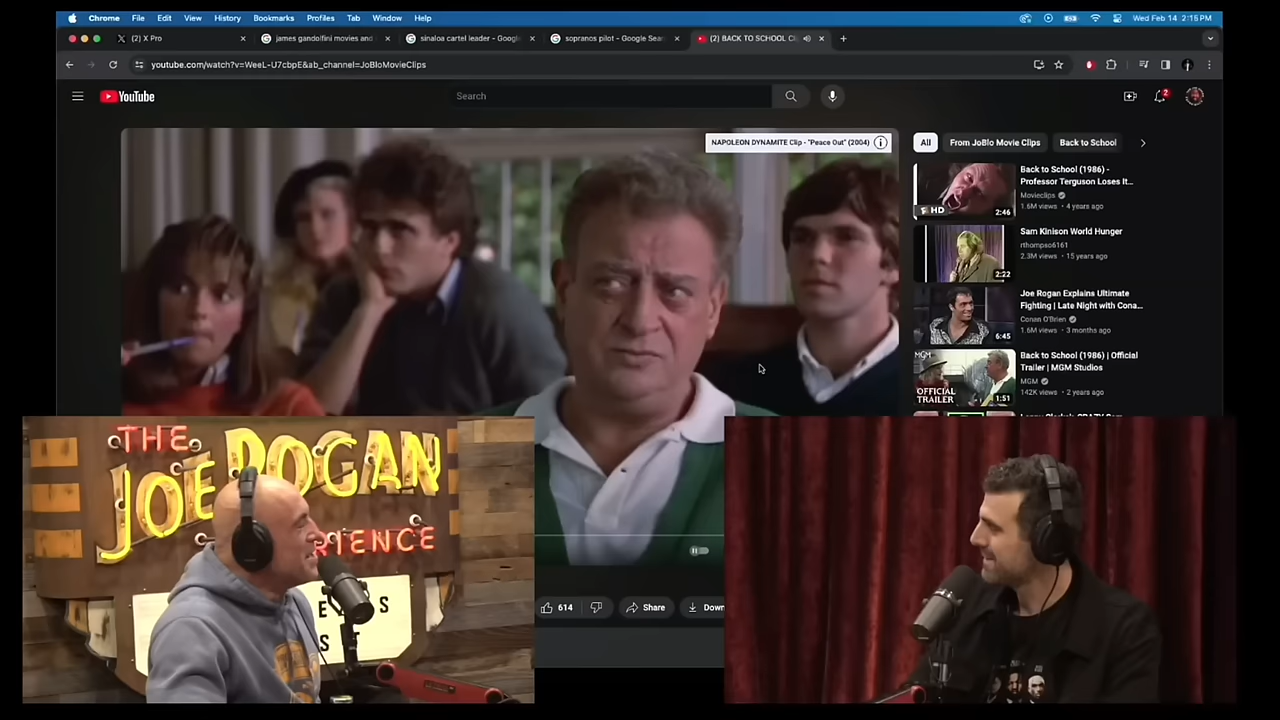 Chrome File Edit View History Bookmarks Profiles Tab Window Help
Wed Feb 14 2:15 PM
(2) X Pro
james gandolfini movies and
sinaloa cartel leader - Google
sopranos pilot - Google Sear
(2) BACK TO SCHOOL C
youtube.com/watch?v=WeeL-U7cbpE&ab_channel=JoBloMovieClips
YouTube
Search
2
NAPOLEON DYNAMITE Clip - "Peace Out" (2004)
All
From JoBlo Movie Clips
Back to School
Back to School (1986) -
Professor Ferguson Loses It...
Movieclips
1.6M views • 4 years ago
HD
2:46
Sam Kinison World Hunger
rthompso6161
2.3M views • 15 years ago
2:22
Joe Rogan Explains Ultimate
Fighting | Late Night with Cona...
Conan O'Brien
1.6M views • 3 months ago
6:45
Back to School (1986) | Official
Trailer | MGM Studios
MGM
142K views • 2 years ago
MGM
OFFICIAL
TRAILER
1:51
614
Share
Down
THE
JOE ROGAN
RIENCE
E S
S T